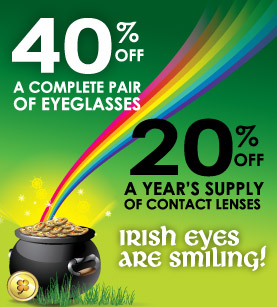 40% OFF
A COMPLETE PAIR
OF EYEGLASSES
20% OFF
A YEAR'S SUPPLY
OF CONTACT LENSES
IRISH EYES
ARE SMILING!